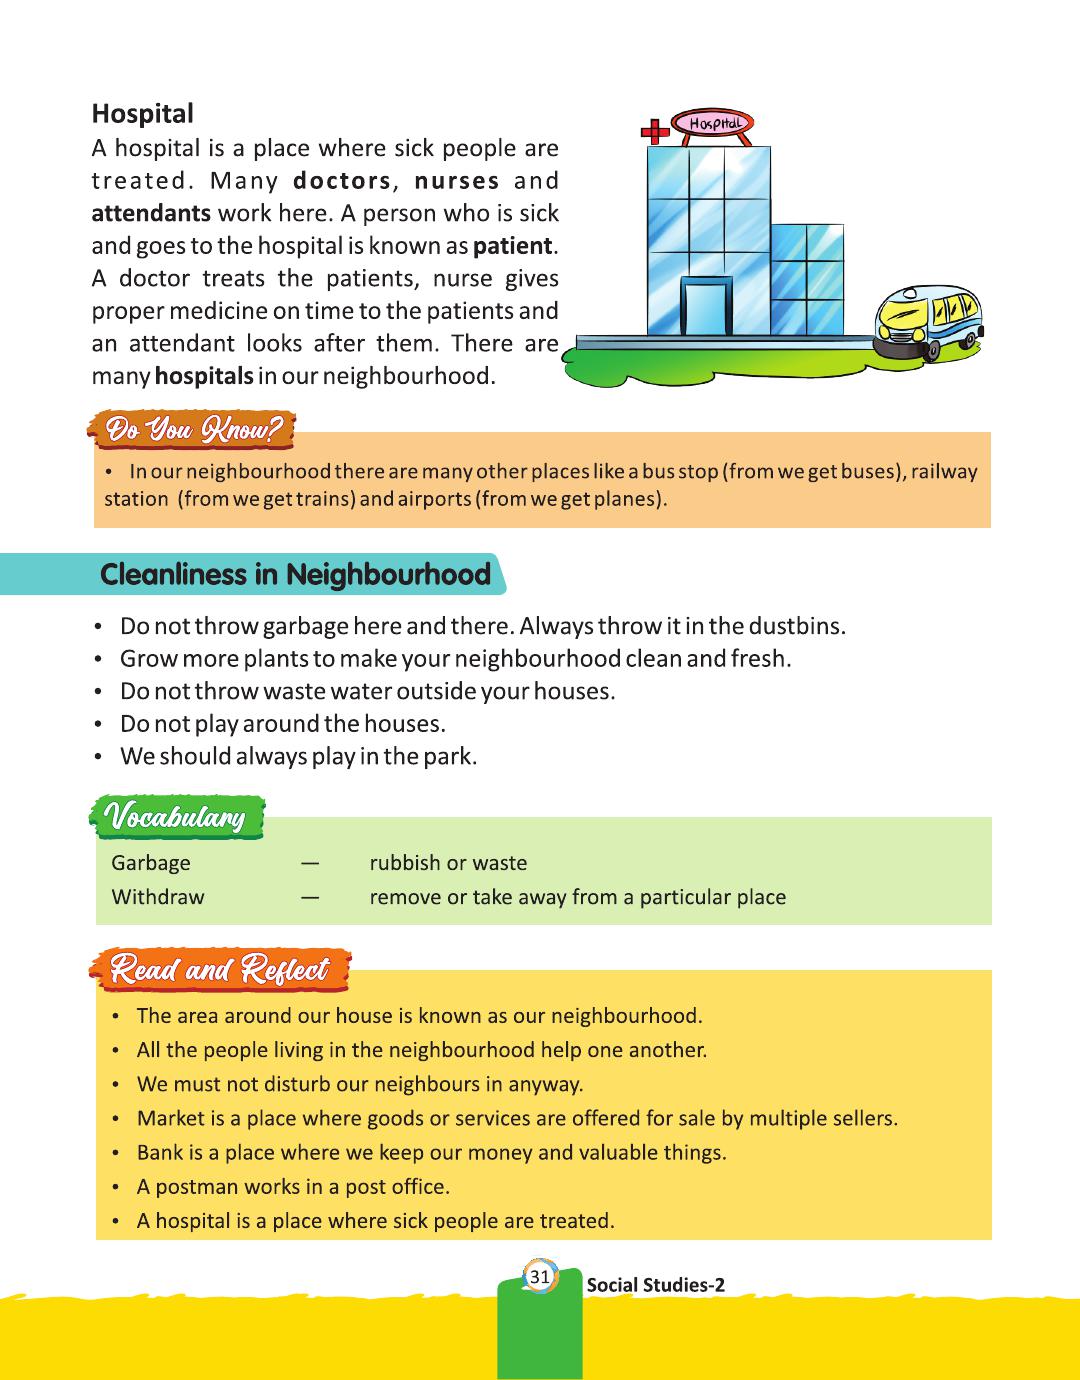 Hospital
A hospital is a place where sick people are
treated. Many doctors, nurses and
attendants work here. A person who is sick
and goes to the hospital is known as patient.
A doctor treats the patients, nurse gives
proper medicine on time to the patients and
an attendant looks after them. There are
many hospitals in our neighbourhood.
Hospital
Do You Know?
• In our neighbourhood there are many other places like a bus stop (from we get buses), railway
station (from we get trains) and airports (from we get planes).
Cleanliness in Neighbourhood
• Do not throw garbage here and there. Always throw it in the dustbins.
• Grow more plants to make your neighbourhood clean and fresh.
• Do not throw waste water outside your houses.
• Do not play around the houses.
• We should always play in the park.
Vocabulary
Garbage — rubbish or waste
Withdraw — remove or take away from a particular place
Read and Reflect
• The area around our house is known as our neighbourhood.
• All the people living in the neighbourhood help one another.
• We must not disturb our neighbours in anyway.
• Market is a place where goods or services are offered for sale by multiple sellers.
• Bank is a place where we keep our money and valuable things.
• A postman works in a post office.
• A hospital is a place where sick people are treated.
31
Social Studies-2